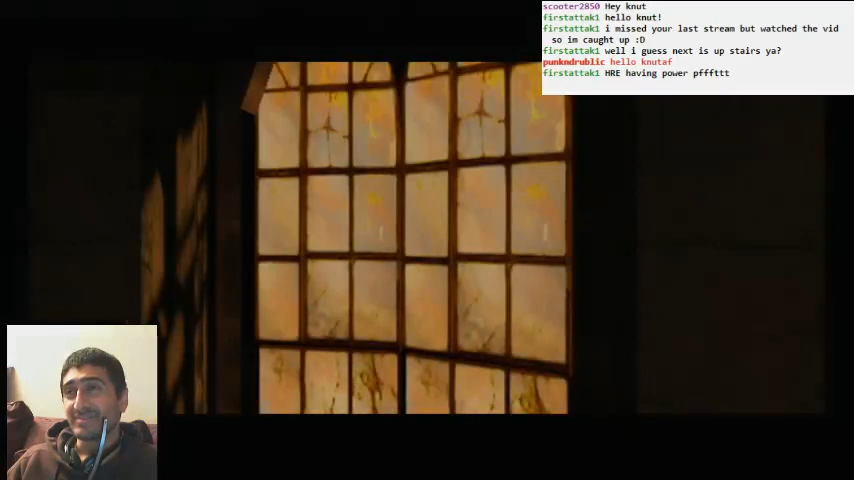 scooter2850 Hey knut
firstattak1 hello knut!
firstattak1 i missed your last stream but watched the vid
so im caught up :D
firstattak1 well i guess next is up stairs ya?
punkndrublic hello knutaf
firstattak1 HRE having power pfffttt